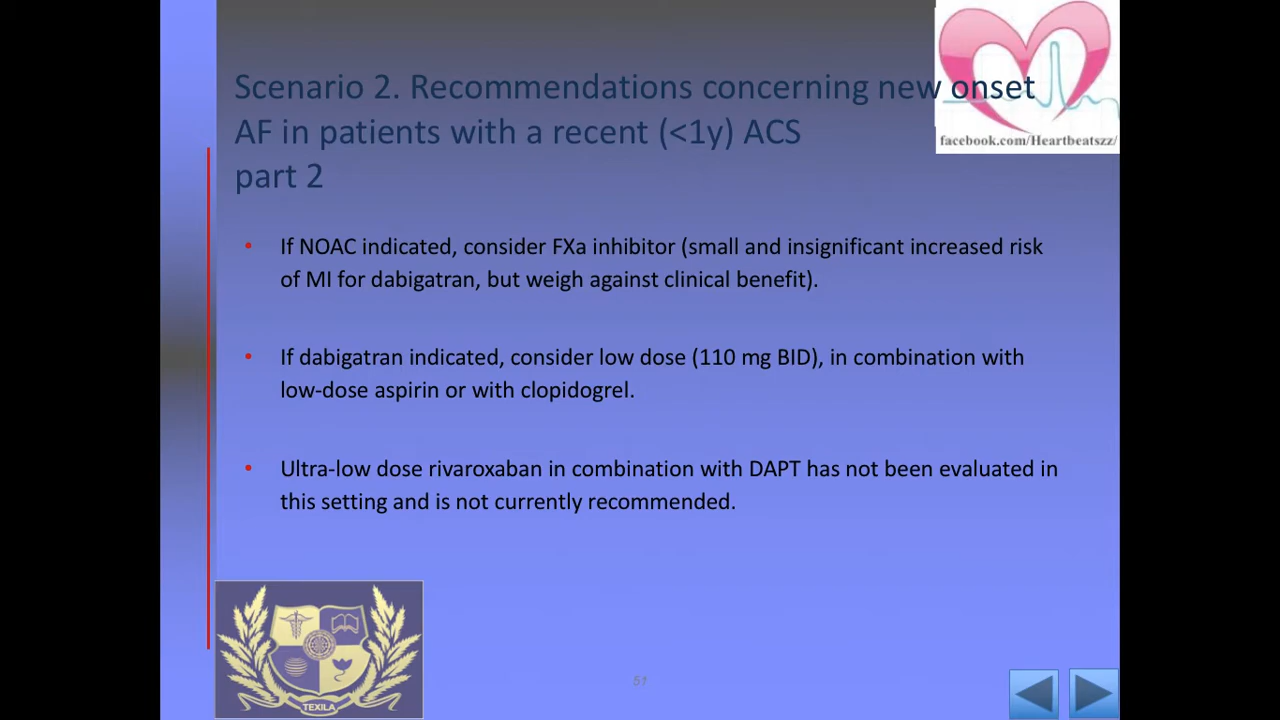 Scenario 2. Recommendations concerning new onset
AF in patients with a recent (<1y) ACS
part 2
facebook.com/Heartbeatszz/
• If NOAC indicated, consider FXa inhibitor (small and insignificant increased risk
of MI for dabigatran, but weigh against clinical benefit).
• If dabigatran indicated, consider low dose (110 mg BID), in combination with
low-dose aspirin or with clopidogrel.
• Ultra-low dose rivaroxaban in combination with DAPT has not been evaluated in
this setting and is not currently recommended.
TEXILA
51